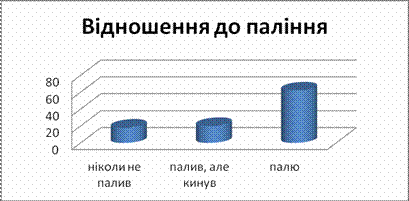 Відношення до паління
80
60
40
20
0
ніколи не
палив
палив, але
кинув
палю